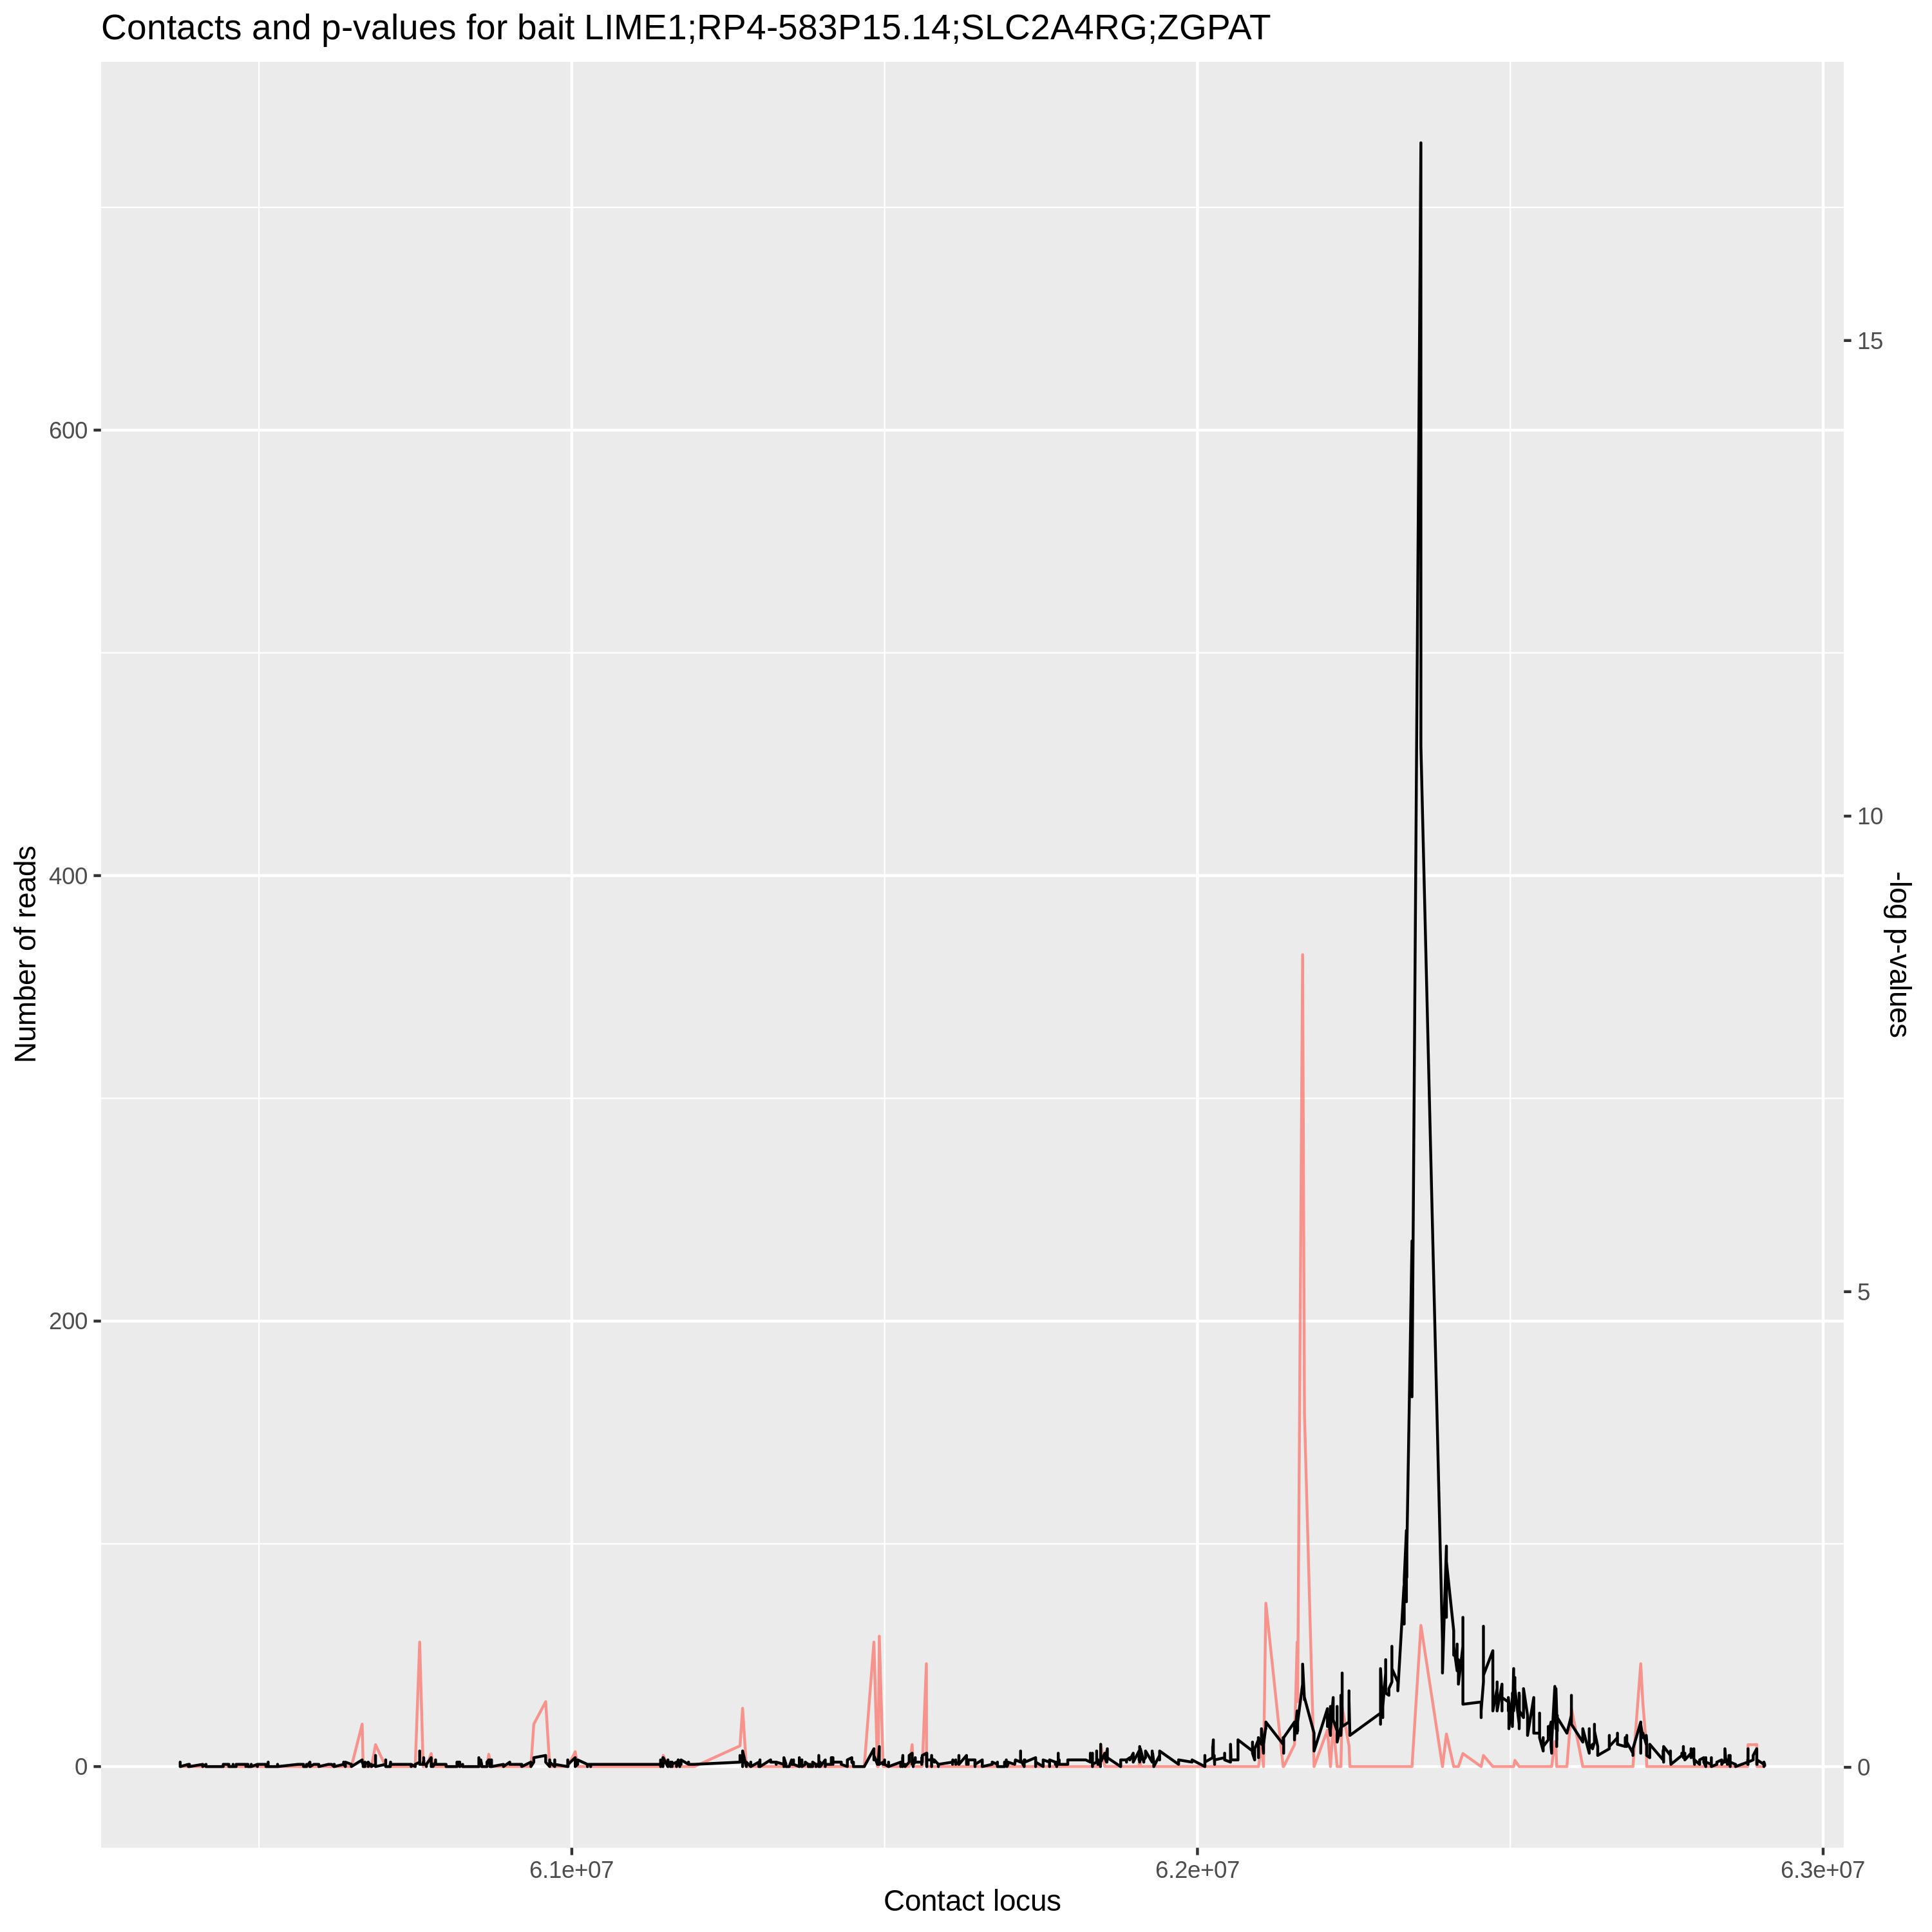 Contacts and p-values for bait LIME1;RP4-583P15.14;SLC2A4RG;ZGPAT
600
400
200
0
Number of reads
15
10
5
0
-log p-values
6.1e+07
6.2e+07
6.3e+07
Contact locus